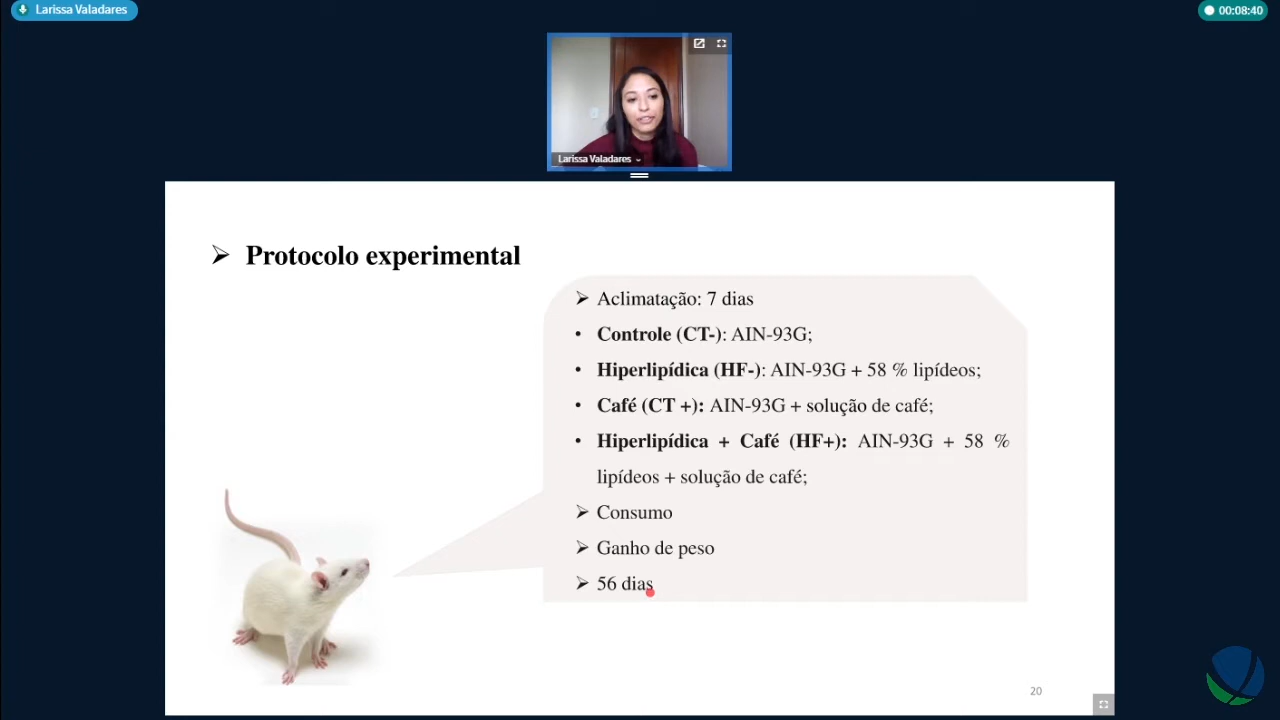 Larissa Valadares
00:08:40
Larissa Valadares
➢ Protocolo experimental
➢ Aclimatação: 7 dias
• Controle (CT-): AIN-93G;
• Hiperlipídica (HF-): AIN-93G + 58 % lipídeos;
• Café (CT +): AIN-93G + solução de café;
• Hiperlipídica + Café (HF+): AIN-93G + 58 %
lipídeos + solução de café;
➢ Consumo
➢ Ganho de peso
➢ 56 dias
20